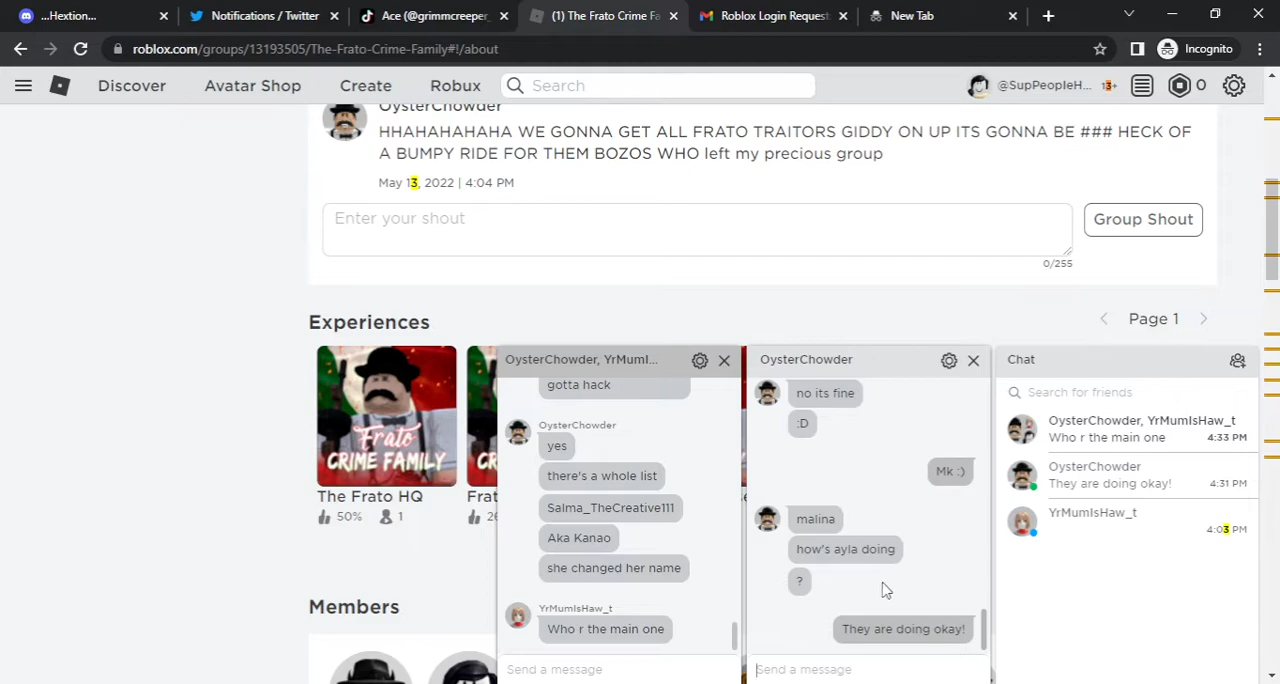 ...Hextion...
Notifications / Twitter
Ace (@grimmcreeper_
(1) The Frato Crime Fa
Roblox Login Request
New Tab
roblox.com/groups/13193505/The-Frato-Crime-Family#!/about
Incognito
Discover
Avatar Shop
Create
Robux
Search
@SupPeopleH...
13+
0
OysterChowder
HHAHAHAHAHA WE GONNA GET ALL FRATO TRAITORS GIDDY ON UP ITS GONNA BE ### HECK OF
A BUMPY RIDE FOR THEM BOZOS WHO left my precious group
May 13, 2022 | 4:04 PM
Enter your shout
Group Shout
0/255
Experiences
Page 1
Frato
CRIME FAMILY
The Frato HQ
50%
1
Frat
26
Members
OysterChowder, YrMumI...
gotta hack
OysterChowder
yes
there's a whole list
Salma_TheCreative111
Aka Kanao
she changed her name
YrMumIsHaw_t
Who r the main one
Send a message
OysterChowder
no its fine
:D
Mk :)
malina
how's ayla doing
?
They are doing okay!
Send a message
Chat
Search for friends
OysterChowder, YrMumIsHaw_t
Who r the main one
4:33 PM
OysterChowder
They are doing okay!
4:31 PM
YrMumIsHaw_t
4:03 PM